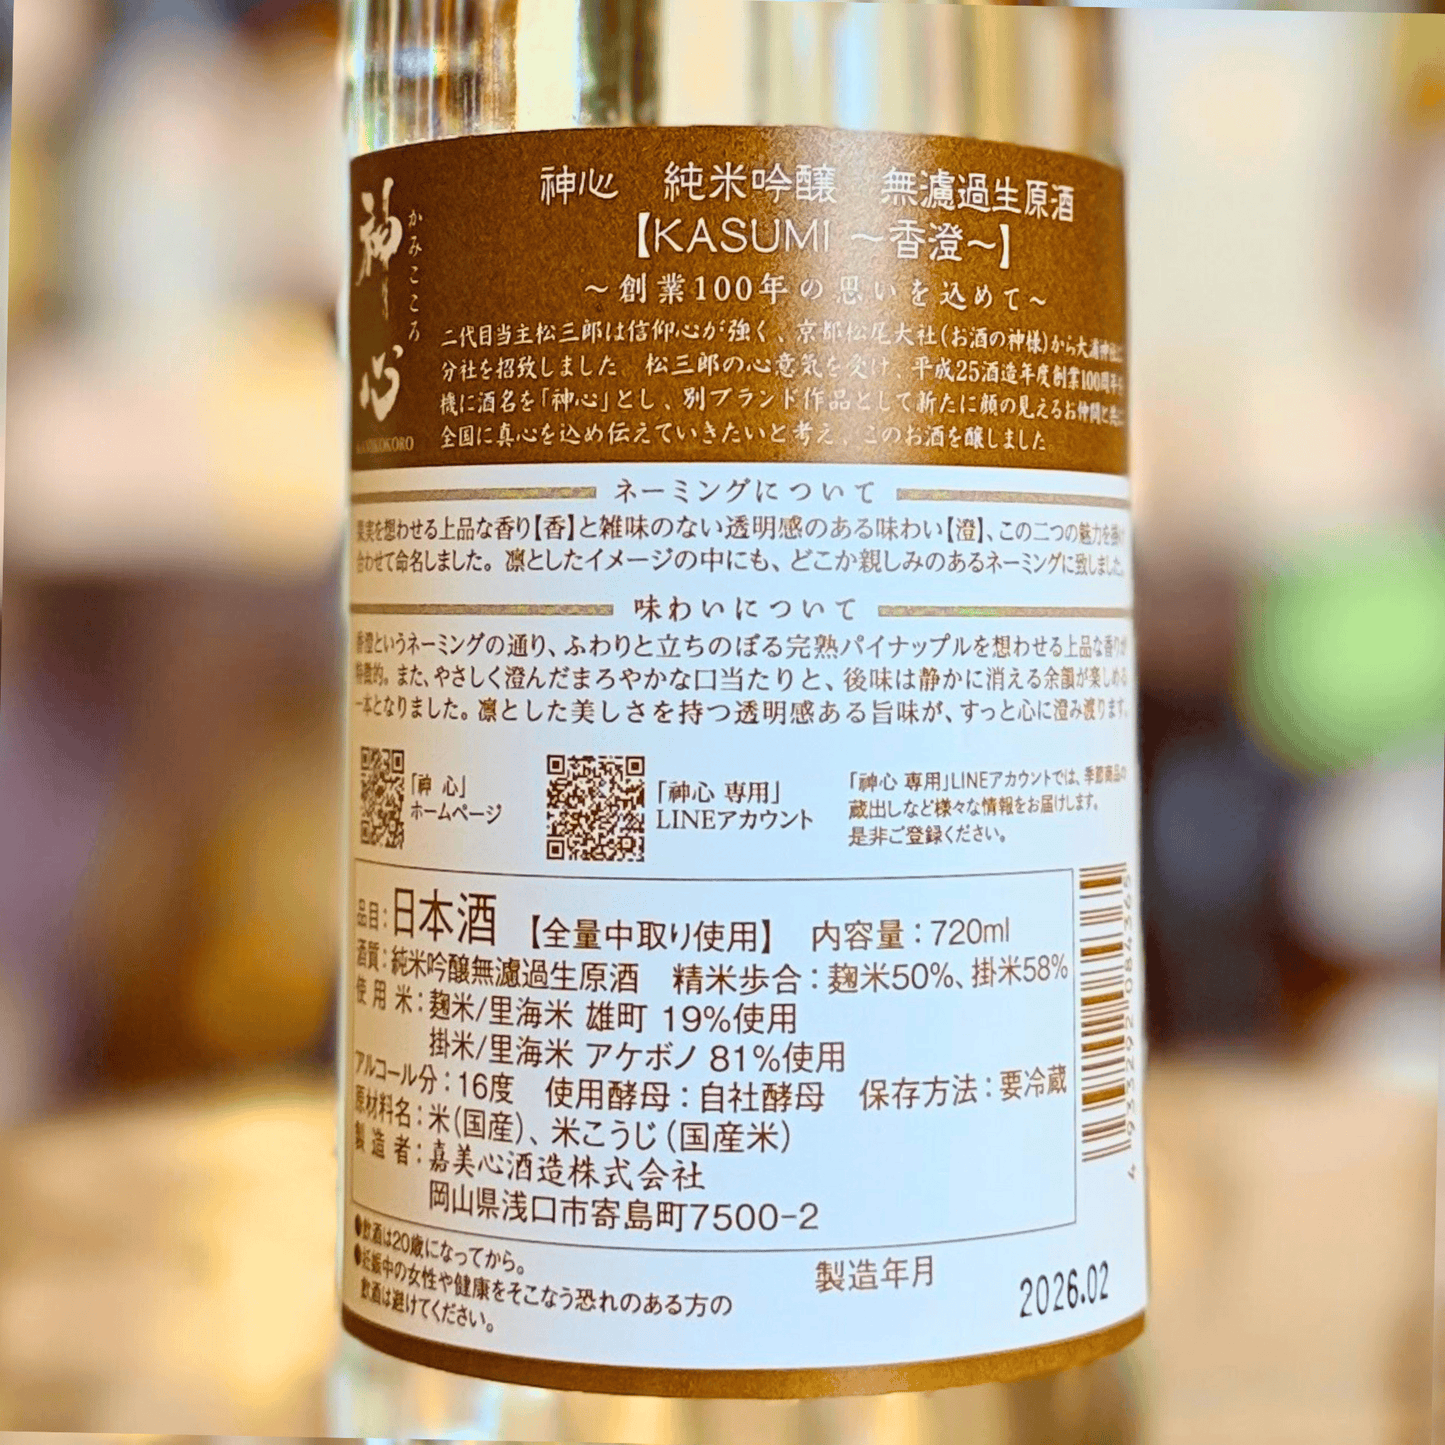 神心
かみこころ
神心　純米吟醸　無濾過生原酒
【KASUMI ～香澄～】
～創業100年の思いを込めて～
二代目当主松三郎は信仰心が強く、京都松尾大社(お酒の神様)から大浦神社に
分社を招致しました。松三郎の心意気を受け、平成25酒造年度創業100周年を
機に酒名を「神心」とし、別ブランド作品として新たに顔の見えるお仲間と共に
全国に真心を込め伝えていきたいと考え、このお酒を醸しました。
ネーミングについて
果実を想わせる上品な香り【香】と雑味のない透明感のある味わい【澄】、この二つの魅力を掛け
合わせて命名しました。凛としたイメージの中にも、どこか親しみのあるネーミングに致しました。
味わいについて
香澄というネーミングの通り、ふわりと立ちのぼる完熟パイナップルを想わせる上品な香りが
特徴的。また、やさしく澄んだまろやかな口当たりと、後味は静かに消える余韻が楽しめる
一本となりました。凛とした美しさを持つ透明感ある旨味が、すっと心に澄み渡ります。
「神 心」
ホームページ
「神心 専用」
LINEアカウント
「神心 専用」LINEアカウントでは、季節商品の
蔵出しなど様々な情報をお届けします。
是非ご登録ください。
品目：日本酒　【全量中取り使用】　内容量：720ml
酒質：純米吟醸無濾過生原酒　精米歩合：麹米50%、掛米58%
使用米：麹米/里海米 雄町 19%使用
掛米/里海米 アケボノ 81%使用
アルコール分：16度　使用酵母：自社酵母　保存方法：要冷蔵
原材料名：米(国産)、米こうじ(国産米)
製造者：嘉美心酒造株式会社
岡山県浅口市寄島町7500-2
●飲酒は20歳になってから。
●妊娠中の女性や健康をそこなう恐れのある方の
飲酒は避けてください。
製造年月
2026.02